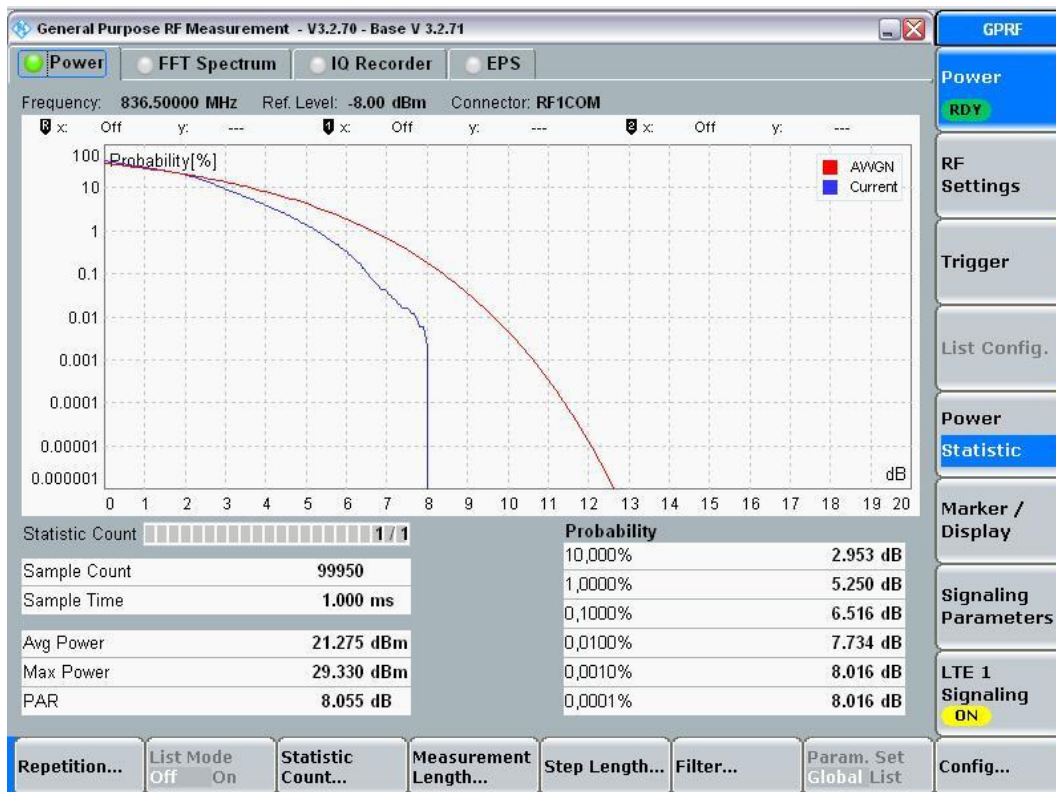 General Purpose RF Measurement - V3.2.70 - Base V 3.2.71
GPRF
Power FFT Spectrum IQ Recorder EPS
Power
RDY
Frequency: 836.50000 MHz Ref. Level: -8.00 dBm Connector: RF1COM
R x: Off y: --- 1 x: Off y: --- 2 x: Off y: ---
Probability[%]
AWGN
Current
100
10
1
0.1
0.01
0.001
0.0001
0.00001
0.000001
dB
0 1 2 3 4 5 6 7 8 9 10 11 12 13 14 15 16 17 18 19 20
RF
Settings
Trigger
List Config.
Power
Statistic
Marker /
Display
Signaling
Parameters
LTE 1
Signaling
ON
Statistic Count 1 / 1
Sample Count 99950
Sample Time 1.000 ms
Avg Power 21.275 dBm
Max Power 29.330 dBm
PAR 8.055 dB
Probability
10,000% 2.953 dB
1,0000% 5.250 dB
0,1000% 6.516 dB
0,0100% 7.734 dB
0,0010% 8.016 dB
0,0001% 8.016 dB
Repetition...
List Mode
Off On
Statistic
Count...
Measurement
Length...
Step Length...
Filter...
Param. Set
Global List
Config...